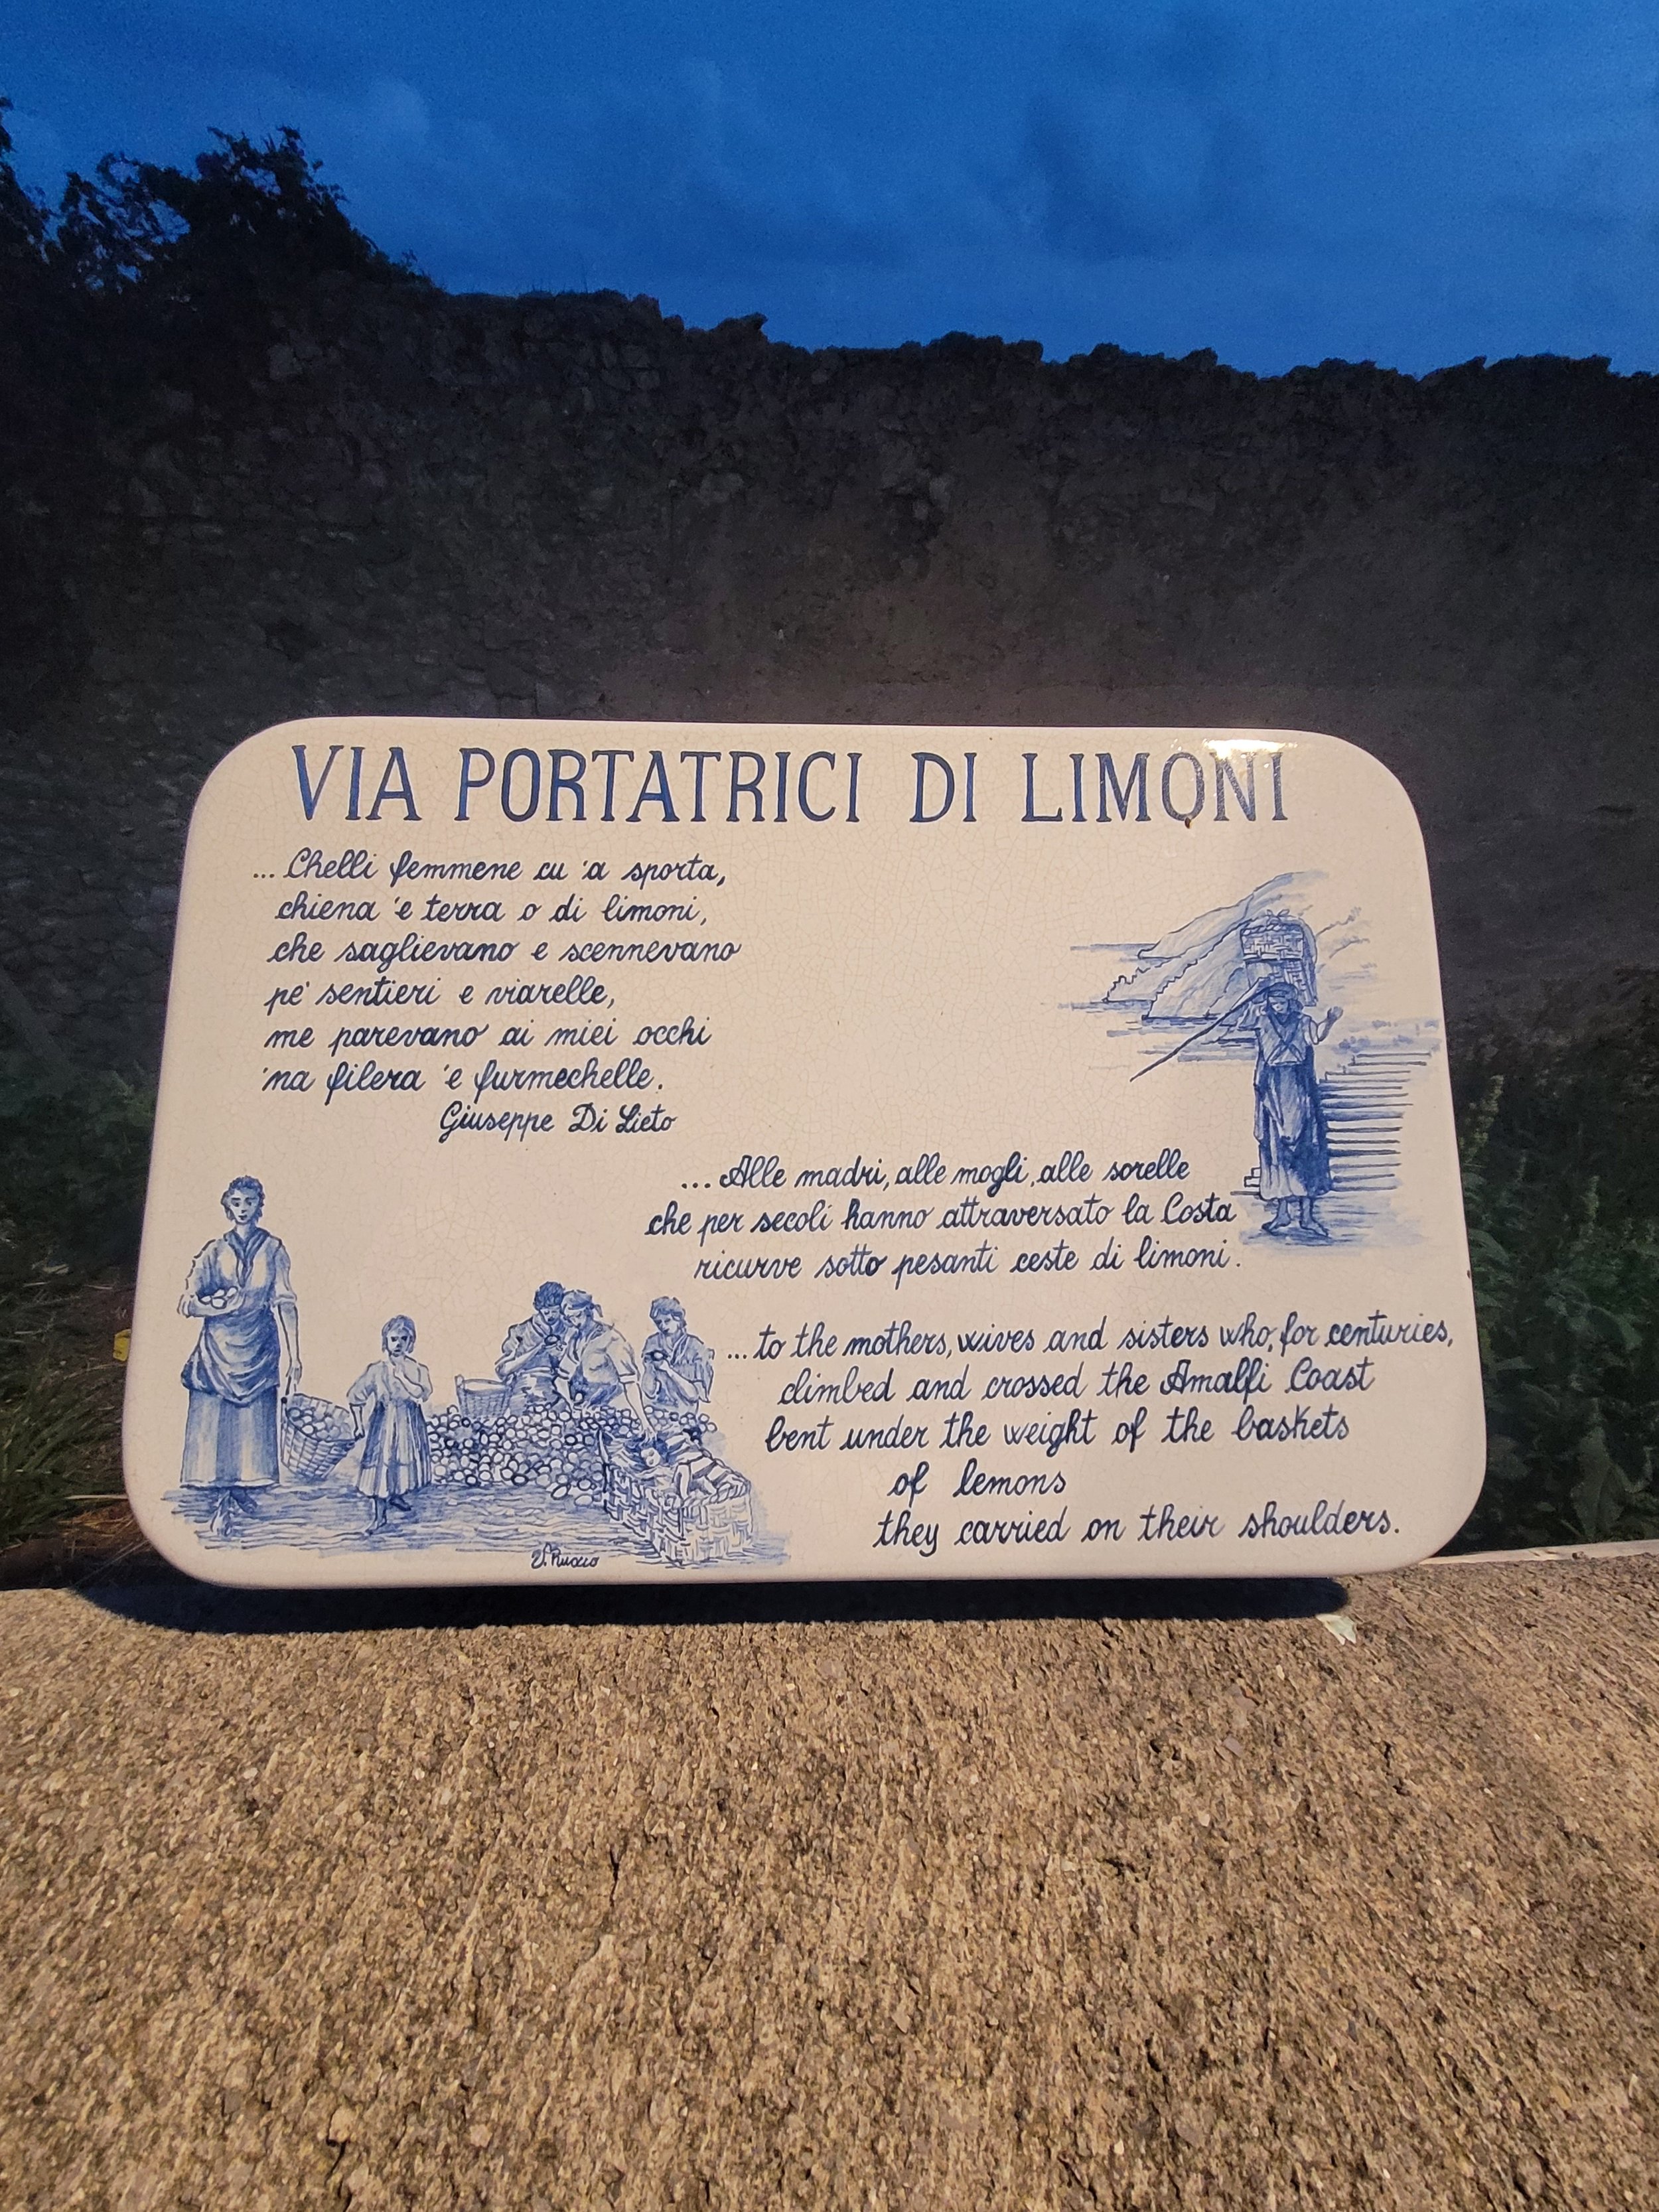 VIA PORTATRICI DI LIMONI
...Chelli femmene cu 'a sporta,
chiena 'e terra o di limoni,
che saglievano e scennevano
pe' sentieri e viarelle,
me parevano ai miei occhi
'na filera 'e furmechelle.
Giuseppe Di Lieto
...Alle madri, alle mogli, alle sorelle
che per secoli hanno attraversato la Costa
ricurve sotto pesanti ceste di limoni.
...to the mothers, wives and sisters who, for centuries,
climbed and crossed the Amalfi Coast
bent under the weight of the baskets
of lemons
they carried on their shoulders.